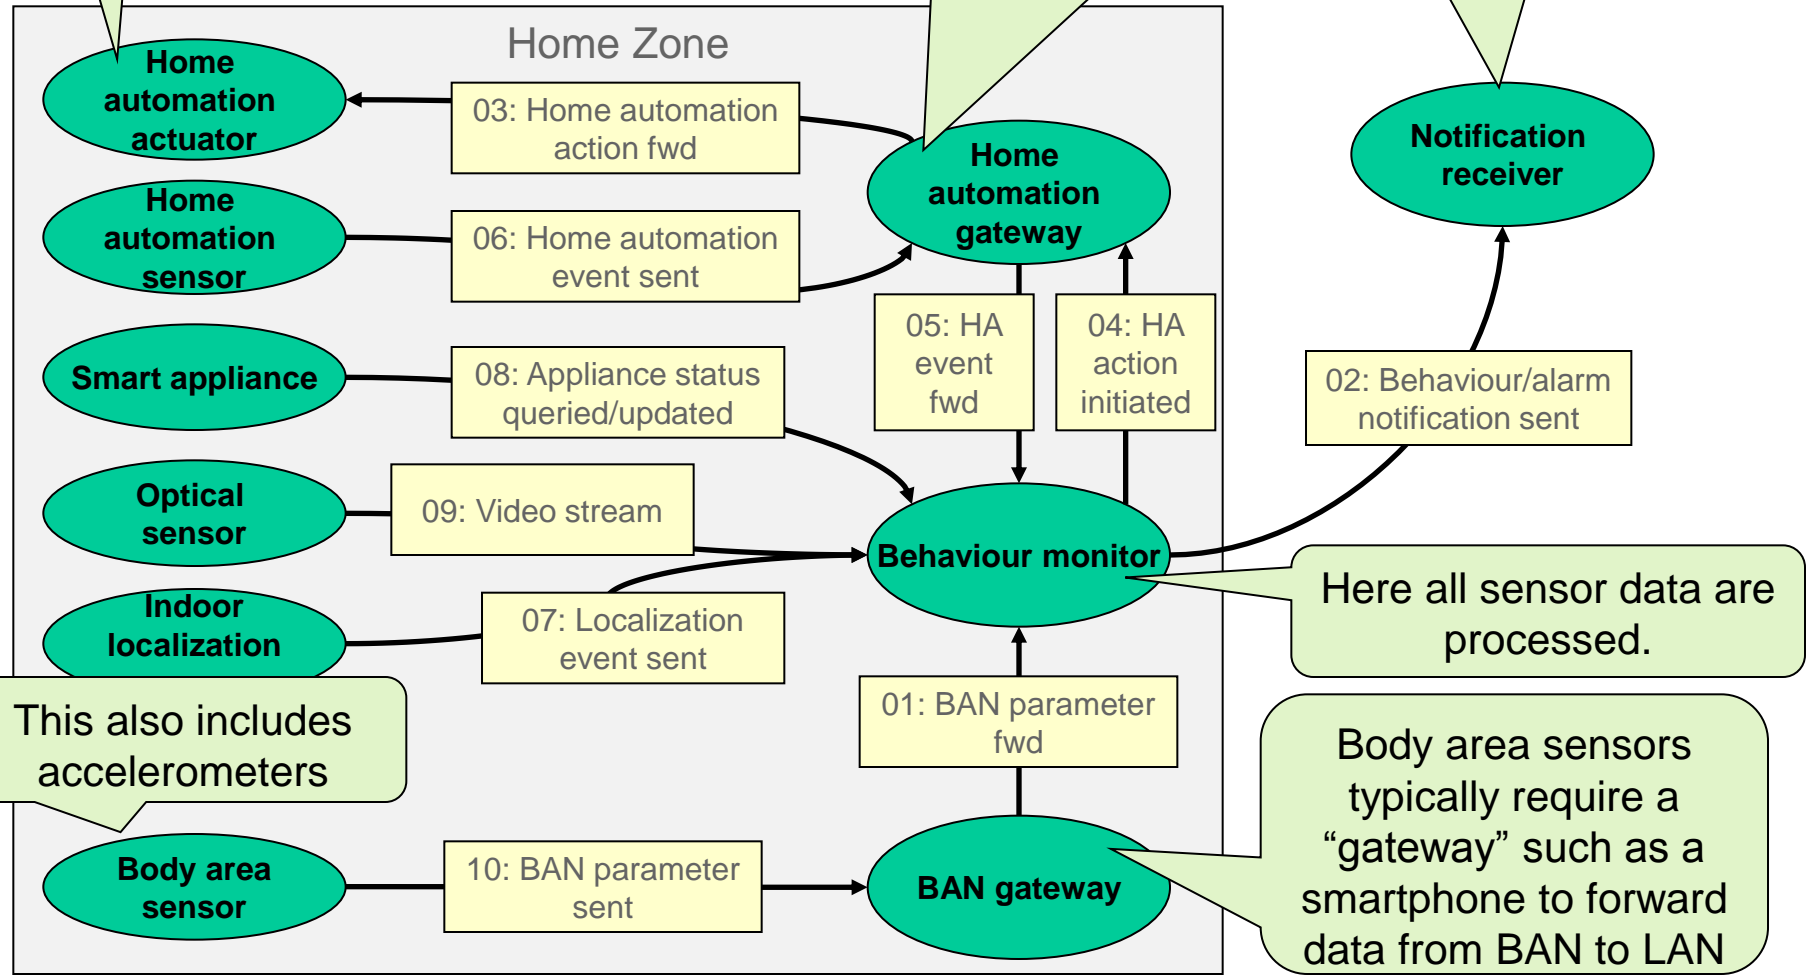 Home Zone
Home
automation
actuator
03: Home automation
action fwd
Home
automation
gateway
Notification
receiver
Home
automation
sensor
06: Home automation
event sent
05: HA
event
fwd
04: HA
action
initiated
Smart appliance
08: Appliance status
queried/updated
02: Behaviour/alarm
notification sent
Optical
sensor
09: Video stream
Behaviour monitor
Here all sensor data are
processed.
Indoor
localization
07: Localization
event sent
This also includes
accelerometers
01: BAN parameter
fwd
Body area sensors
typically require a
“gateway” such as a
smartphone to forward
data from BAN to LAN
Body area
sensor
10: BAN parameter
sent
BAN gateway